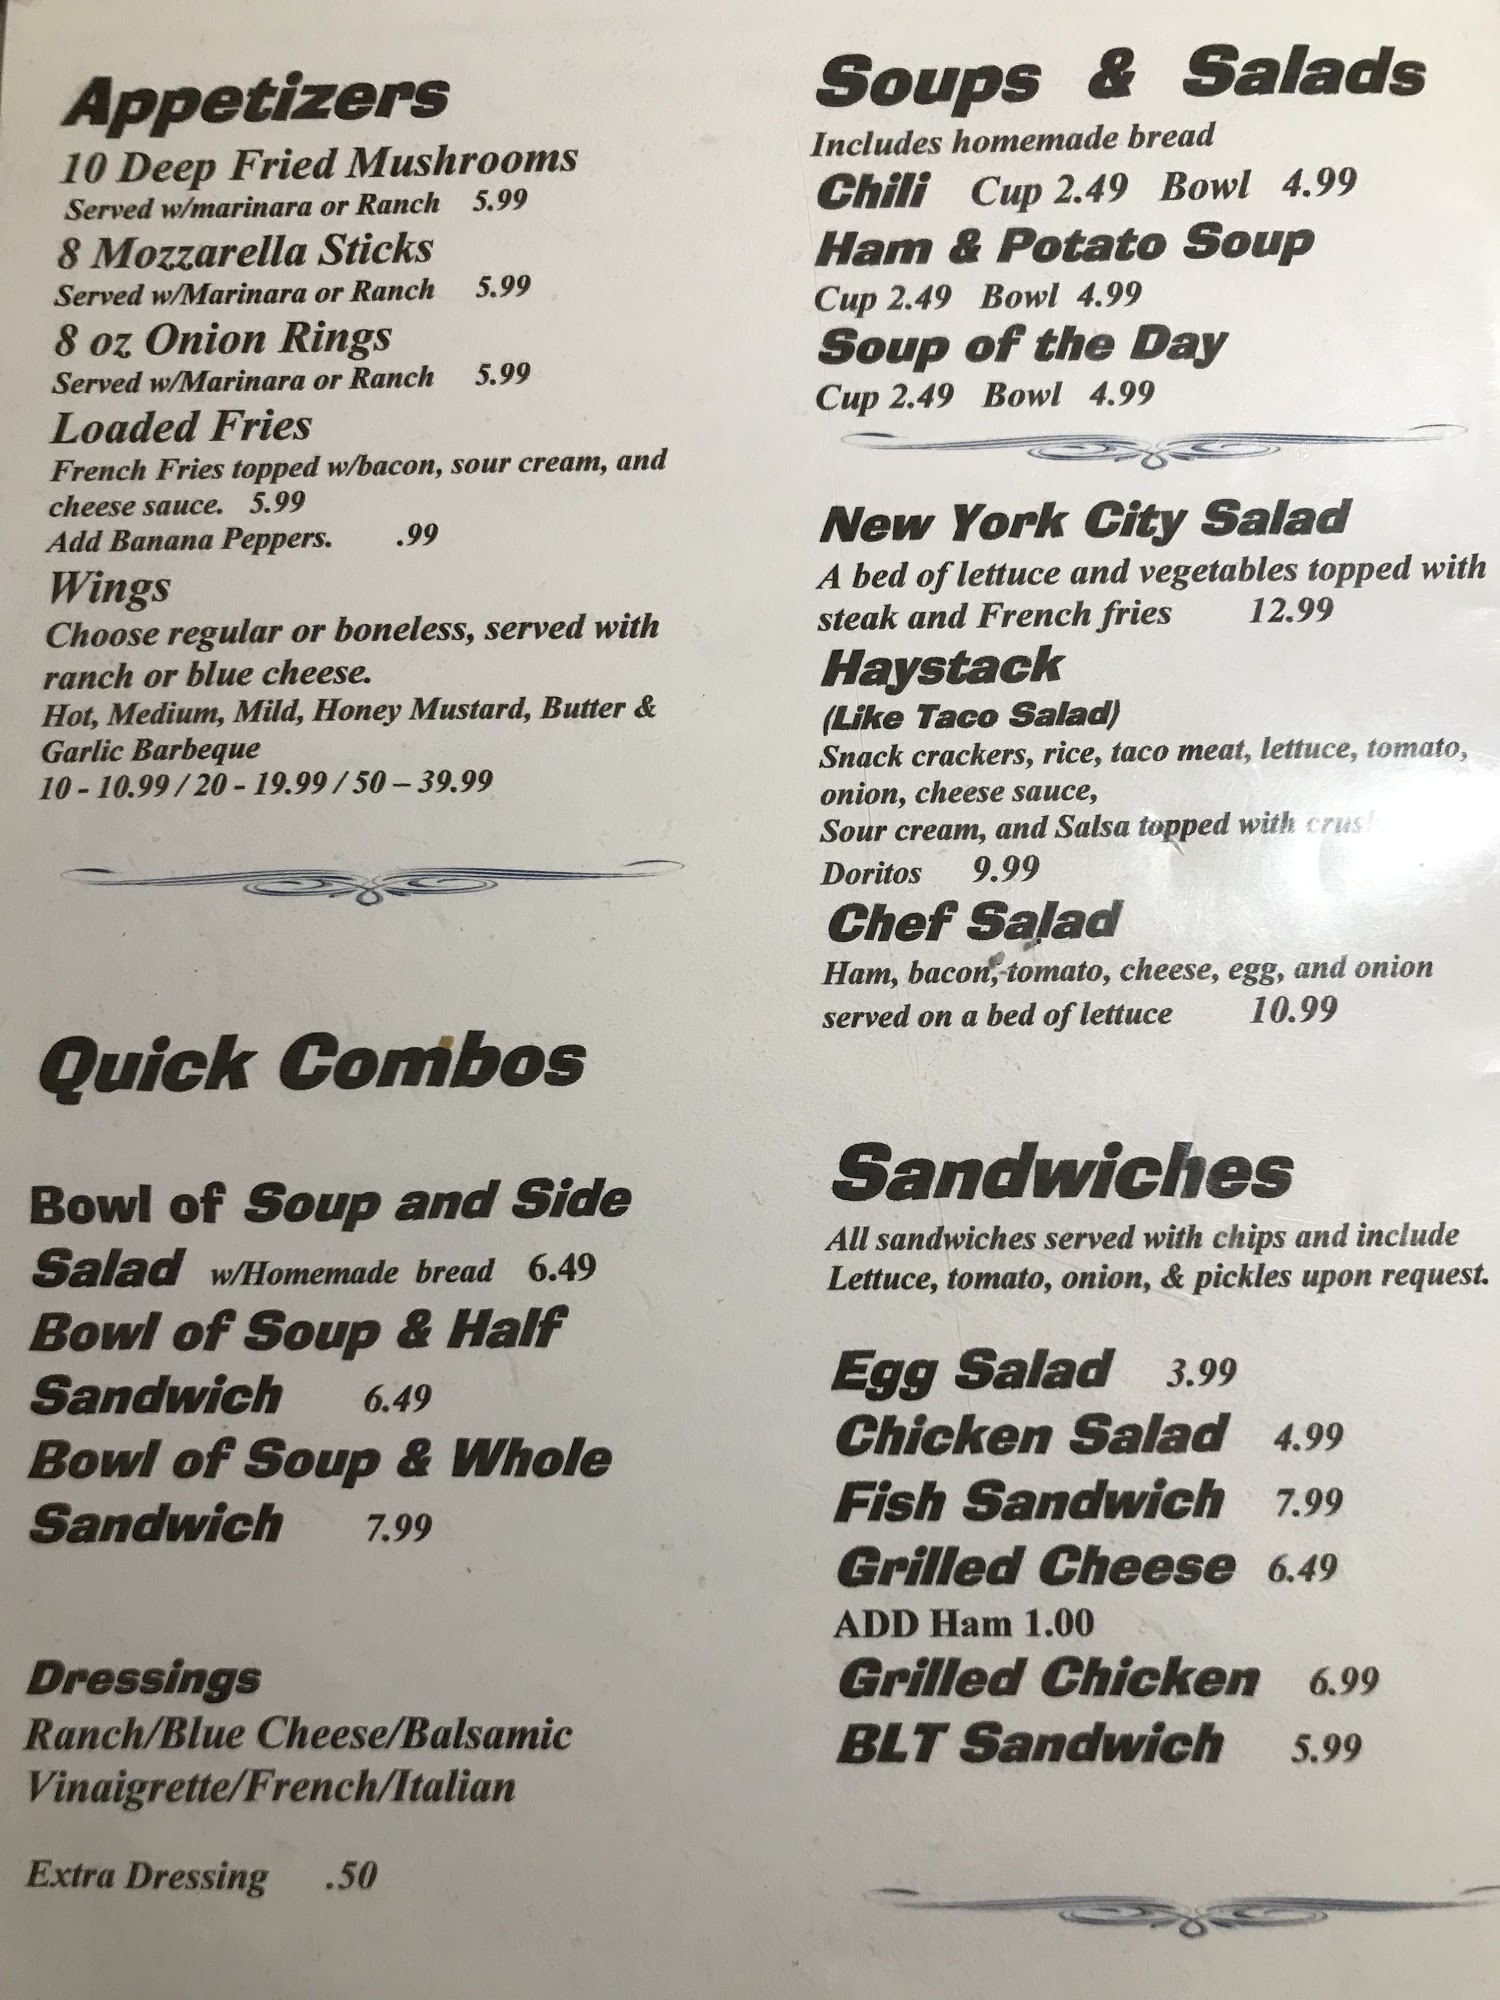 Appetizers
10 Deep Fried Mushrooms
Served w/marinara or Ranch 5.99
8 Mozzarella Sticks
Served w/Marinara or Ranch 5.99
8 oz Onion Rings
Served w/Marinara or Ranch 5.99
Loaded Fries
French Fries topped w/bacon, sour cream, and
cheese sauce. 5.99
Add Banana Peppers. .99
Wings
Choose regular or boneless, served with
ranch or blue cheese.
Hot, Medium, Mild, Honey Mustard, Butter &
Garlic Barbeque
10 - 10.99 / 20 - 19.99 / 50 – 39.99
Quick Combos
Bowl of Soup and Side
Salad w/Homemade bread 6.49
Bowl of Soup & Half
Sandwich 6.49
Bowl of Soup & Whole
Sandwich 7.99
Dressings
Ranch/Blue Cheese/Balsamic
Vinaigrette/French/Italian
Extra Dressing .50
Soups & Salads
Includes homemade bread
Chili Cup 2.49 Bowl 4.99
Ham & Potato Soup
Cup 2.49 Bowl 4.99
Soup of the Day
Cup 2.49 Bowl 4.99
New York City Salad
A bed of lettuce and vegetables topped with
steak and French fries 12.99
Haystack
(Like Taco Salad)
Snack crackers, rice, taco meat, lettuce, tomato,
onion, cheese sauce,
Sour cream, and Salsa topped with
Doritos 9.99
Chef Salad
Ham, bacon, tomato, cheese, egg, and onion
served on a bed of lettuce 10.99
Sandwiches
All sandwiches served with chips and include
Lettuce, tomato, onion, & pickles upon request.
Egg Salad 3.99
Chicken Salad 4.99
Fish Sandwich 7.99
Grilled Cheese 6.49
ADD Ham 1.00
Grilled Chicken 6.99
BLT Sandwich 5.99